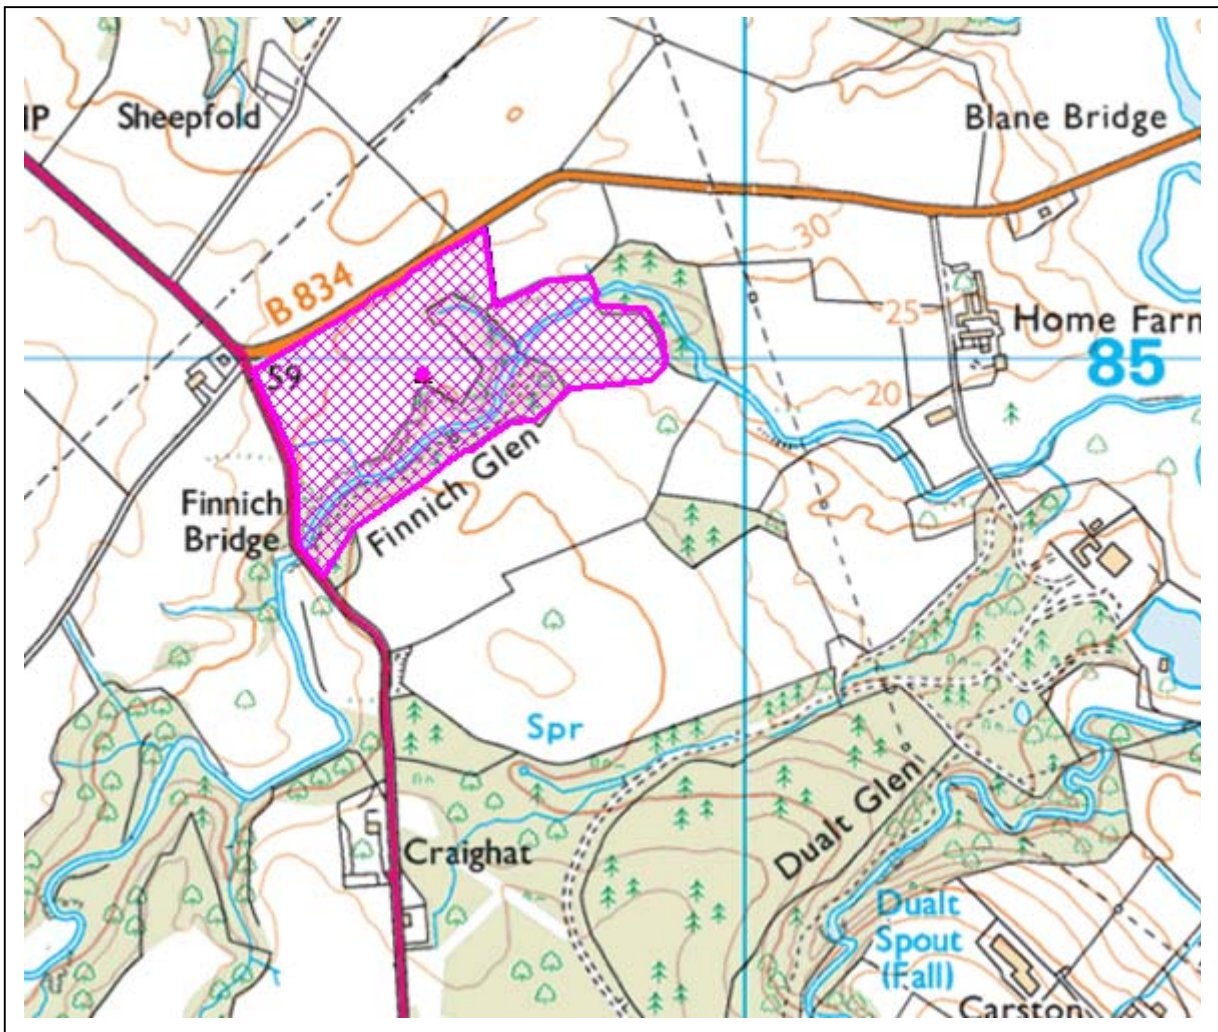 IP
Sheepfold
Blane Bridge
B 834
30
25
Home Farm
85
59
20
Finnich
Bridge
Finnich Glen
Spr
Dualt Glen
Craighat
Dualt
Spout
(Fall)
Carston